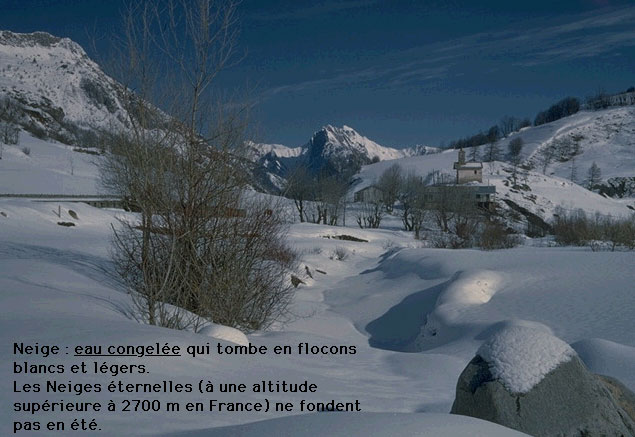 Neige : eau congelée qui tombe en flocons
blancs et légers.
Les Neiges éternelles (à une altitude
supérieure à 2700 m en France) ne fondent
pas en été.